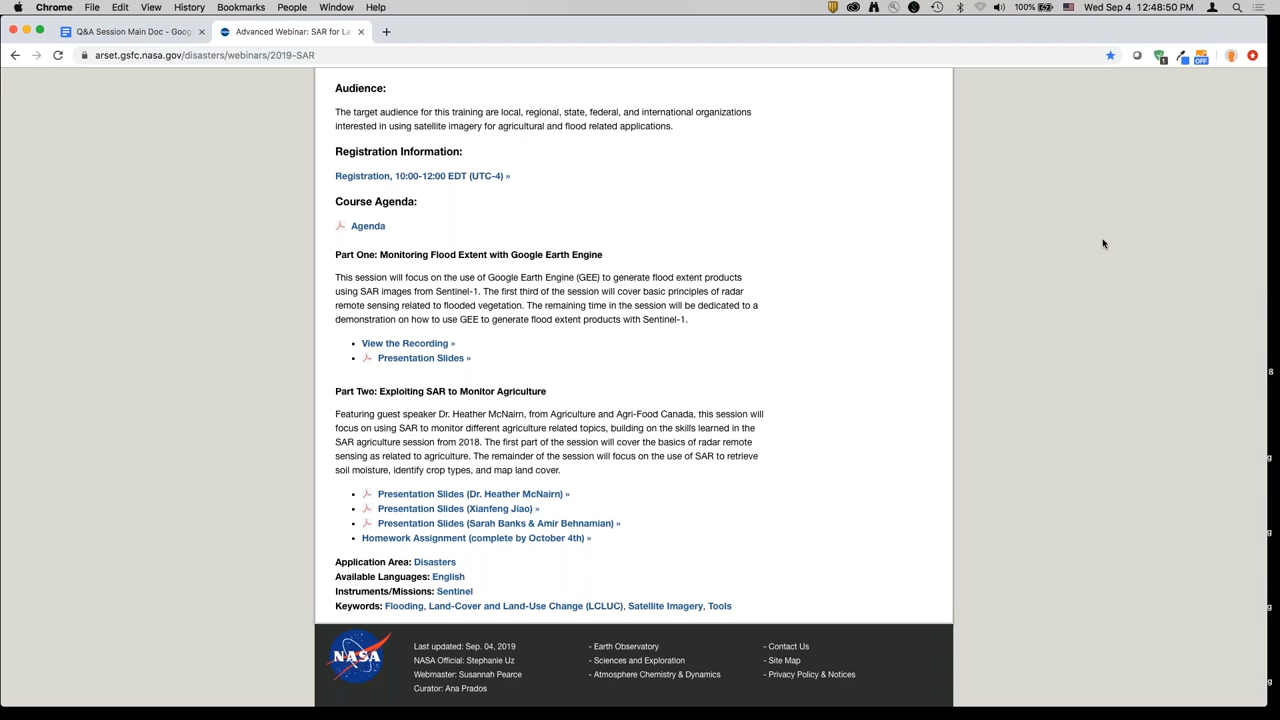 Chrome File Edit View History Bookmarks People Window Help 100% Wed Sep 4 12:48:50 PM
Q&A Session Main Doc - Goog
Advanced Webinar: SAR for La
arset.gsfc.nasa.gov/disasters/webinars/2019-SAR
1
OFF
Audience:
The target audience for this training are local, regional, state, federal, and international organizations
interested in using satellite imagery for agricultural and flood related applications.
Registration Information:
Registration, 10:00-12:00 EDT (UTC-4) »
Course Agenda:
Agenda
Part One: Monitoring Flood Extent with Google Earth Engine
This session will focus on the use of Google Earth Engine (GEE) to generate flood extent products
using SAR images from Sentinel-1. The first third of the session will cover basic principles of radar
remote sensing related to flooded vegetation. The remaining time in the session will be dedicated to a
demonstration on how to use GEE to generate flood extent products with Sentinel-1.
• View the Recording »
• Presentation Slides »
Part Two: Exploiting SAR to Monitor Agriculture
Featuring guest speaker Dr. Heather McNairn, from Agriculture and Agri-Food Canada, this session will
focus on using SAR to monitor different agriculture related topics, building on the skills learned in the
SAR agriculture session from 2018. The first part of the session will cover the basics of radar remote
sensing as related to agriculture. The remainder of the session will focus on the use of SAR to retrieve
soil moisture, identify crop types, and map land cover.
• Presentation Slides (Dr. Heather McNairn) »
• Presentation Slides (Xianfeng Jiao) »
• Presentation Slides (Sarah Banks & Amir Behnamian) »
• Homework Assignment (complete by October 4th) »
Application Area: Disasters
Available Languages: English
Instruments/Missions: Sentinel
Keywords: Flooding, Land-Cover and Land-Use Change (LCLUC), Satellite Imagery, Tools
NASA
Last updated: Sep. 04, 2019
NASA Official: Stephanie Uz
Webmaster: Susannah Pearce
Curator: Ana Prados
- Earth Observatory
- Sciences and Exploration
- Atmosphere Chemistry & Dynamics
- Contact Us
- Site Map
- Privacy Policy & Notices
8
g
g
g
g